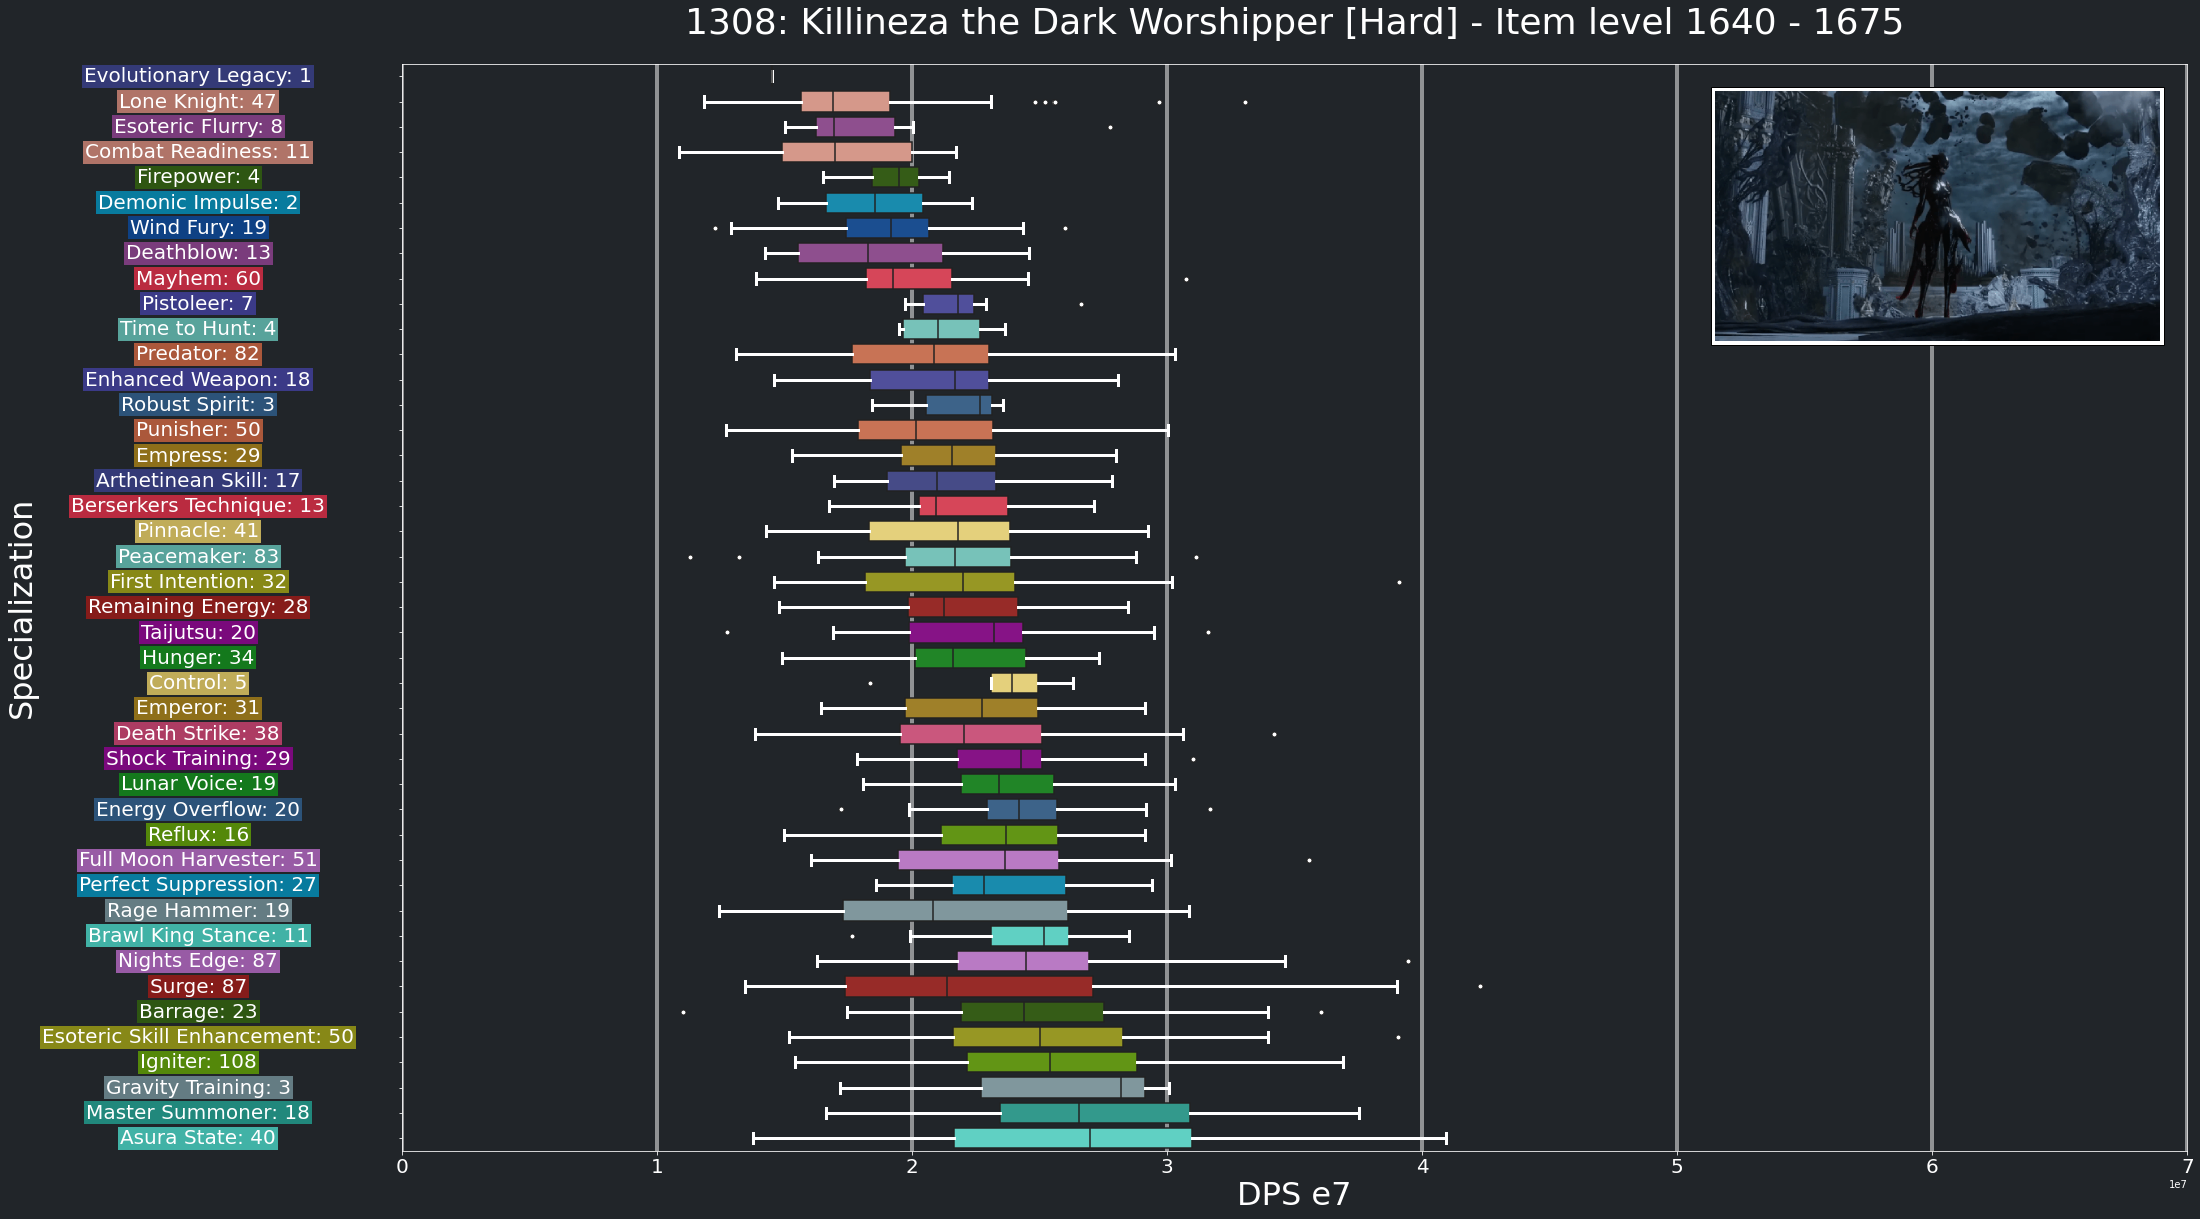 1308: Killineza the Dark Worshipper [Hard] - Item level 1640 - 1675
Specialization
Evolutionary Legacy: 1
Lone Knight: 47
Esoteric Flurry: 8
Combat Readiness: 11
Firepower: 4
Demonic Impulse: 2
Wind Fury: 19
Deathblow: 13
Mayhem: 60
Pistoleer: 7
Time to Hunt: 4
Predator: 82
Enhanced Weapon: 18
Robust Spirit: 3
Punisher: 50
Empress: 29
Arthetinean Skill: 17
Berserkers Technique: 13
Pinnacle: 41
Peacemaker: 83
First Intention: 32
Remaining Energy: 28
Taijutsu: 20
Hunger: 34
Control: 5
Emperor: 31
Death Strike: 38
Shock Training: 29
Lunar Voice: 19
Energy Overflow: 20
Reflux: 16
Full Moon Harvester: 51
Perfect Suppression: 27
Rage Hammer: 19
Brawl King Stance: 11
Nights Edge: 87
Surge: 87
Barrage: 23
Esoteric Skill Enhancement: 50
Igniter: 108
Gravity Training: 3
Master Summoner: 18
Asura State: 40
0 1 2 3 4 5 6 7
1e7
DPS e7